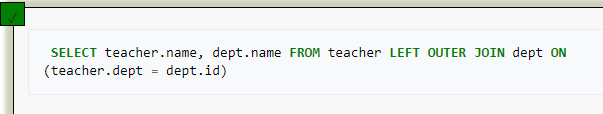 SELECT teacher.name, dept.name FROM teacher LEFT OUTER JOIN dept ON
(teacher.dept = dept.id)